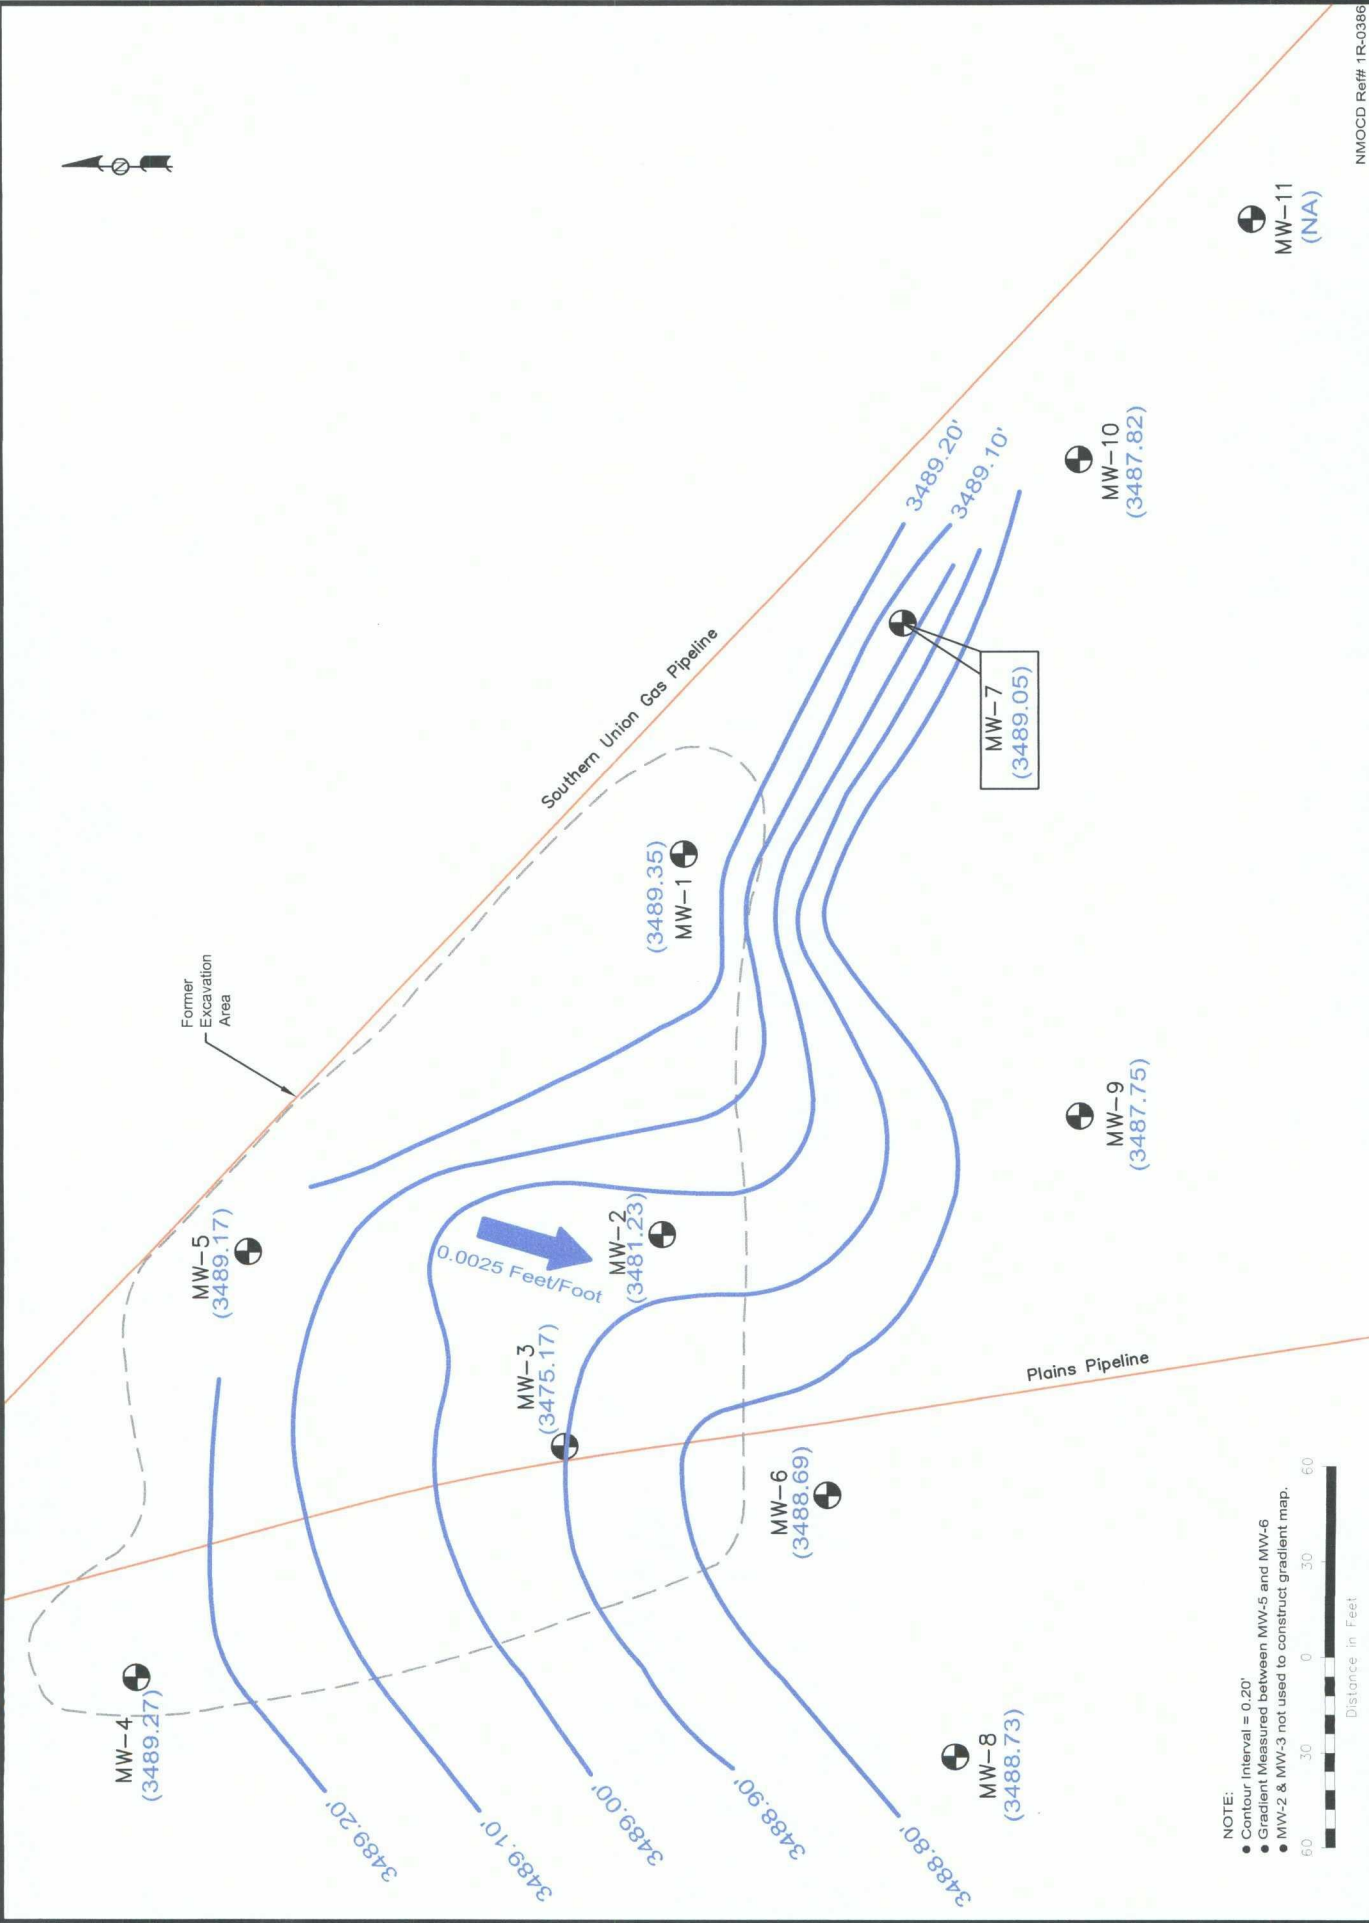 Former
Excavation
Area
N
MW-4
(3489.27)
MW-5
(3489.17)
Southern Union Gas Pipeline
(3489.35)
MW-1
MW-2
(3481.23)
0.0025 Feet/Foot
MW-3
(3475.17)
MW-6
(3488.69)
MW-7
(3489.05)
3489.20'
3489.10'
MW-10
(3487.82)
MW-11
(NA)
MW-9
(3487.75)
Plains Pipeline
MW-8
(3488.73)
3489.20'
3489.10'
3489.00'
3488.90'
3488.80'
NOTE:
● Contour Interval = 0.20'
● Gradient Measured between MW-5 and MW-6
● MW-2 & MW-3 not used to construct gradient map.
60 30 0 30 60
Distance in Feet
NMOCD Ref# 1R-0386